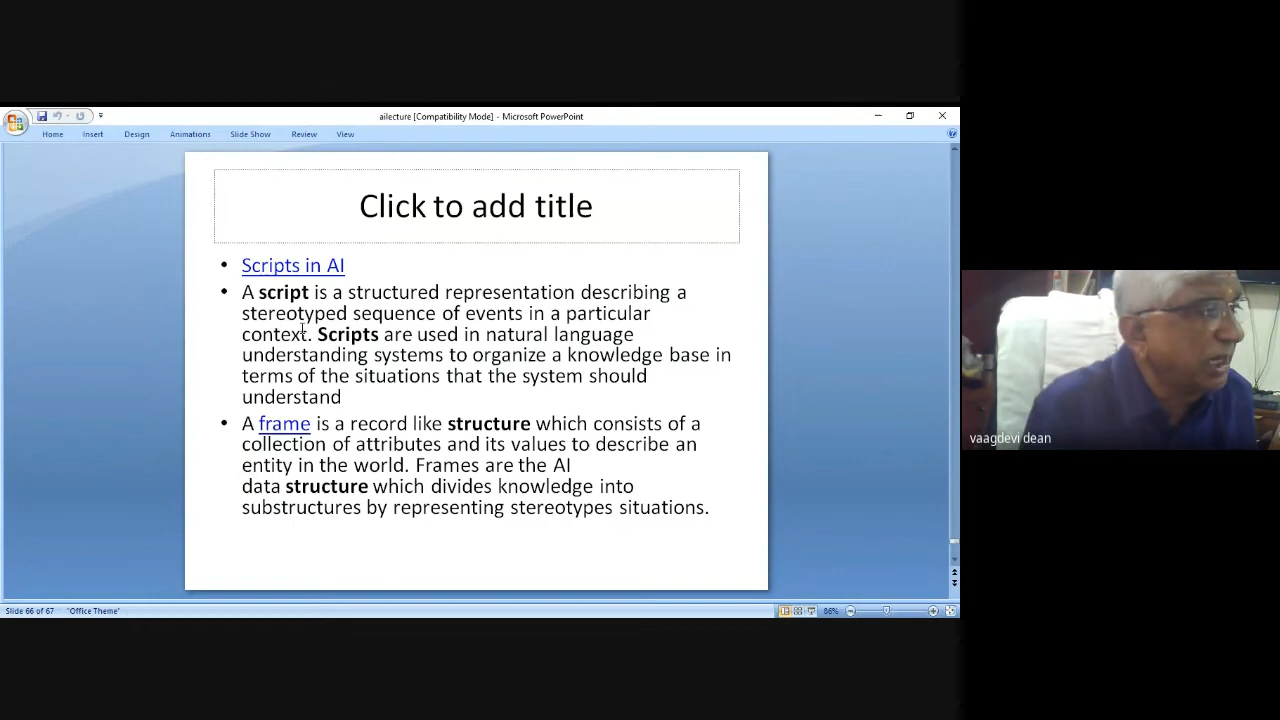 ailecture [Compatibility Mode] - Microsoft PowerPoint
Home Insert Design Animations Slide Show Review View
Click to add title
• Scripts in AI
• A script is a structured representation describing a
stereotyped sequence of events in a particular
context. Scripts are used in natural language
understanding systems to organize a knowledge base in
terms of the situations that the system should
understand
• A frame is a record like structure which consists of a
collection of attributes and its values to describe an
entity in the world. Frames are the AI
data structure which divides knowledge into
substructures by representing stereotypes situations.
Slide 66 of 67 "Office Theme" 86%
vaagdevi dean